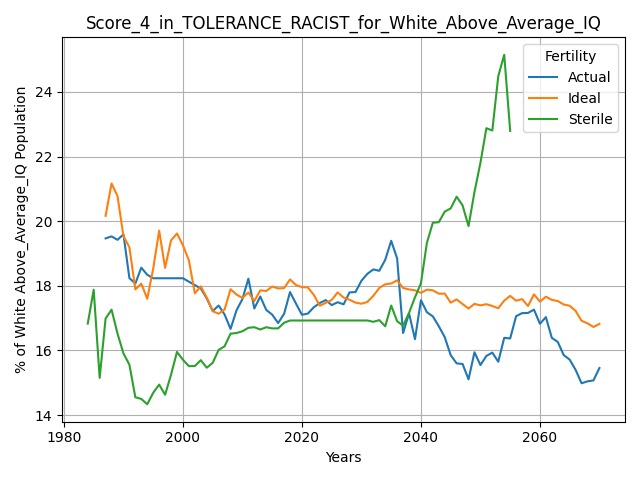 Score_4_in_TOLERANCE_RACIST_for_White_Above_Average_IQ
% of White Above_Average_IQ Population
24
22
20
18
16
14
1980
2000
2020
2040
2060
Years
Fertility
Actual
Ideal
Sterile